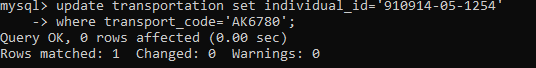 mysql> update transportation set individual_id='910914-05-1254'
    -> where transport_code='AK6780';
Query OK, 0 rows affected (0.00 sec)
Rows matched: 1  Changed: 0  Warnings: 0